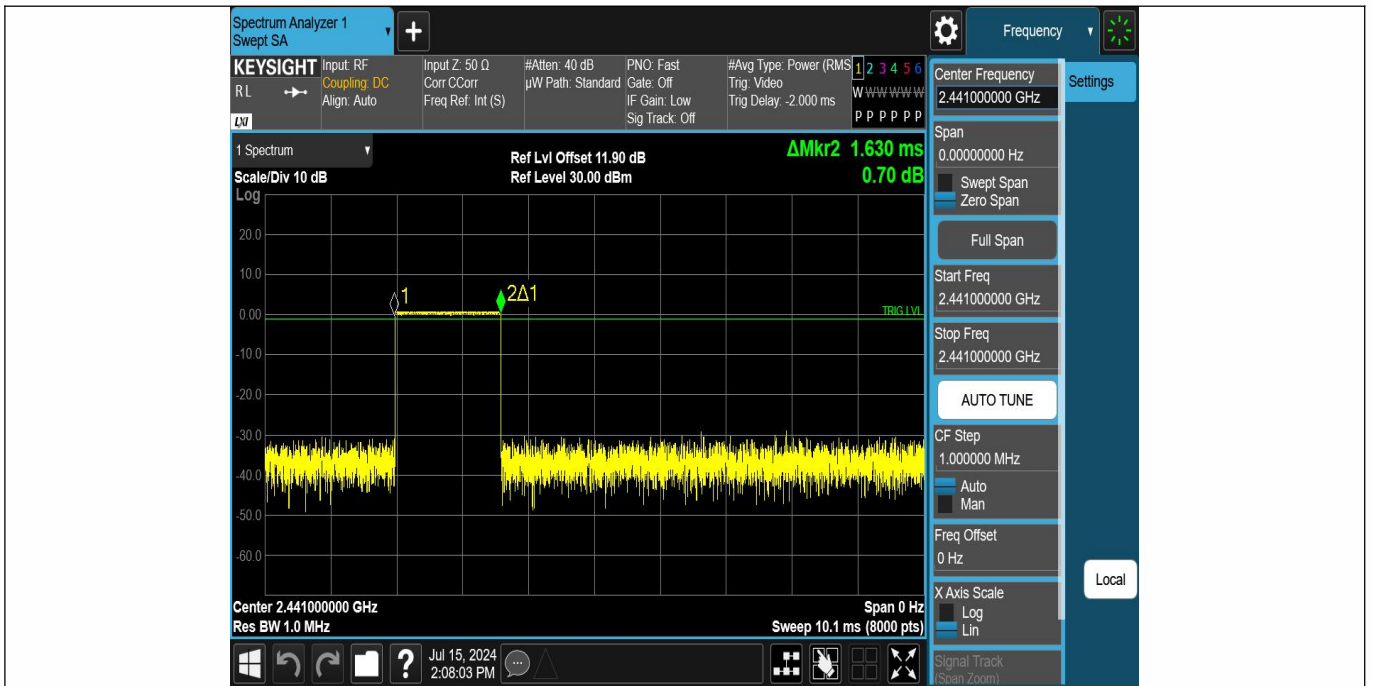 Spectrum Analyzer 1
Swept SA
+
Frequency
KEYSIGHT
RL
LXI
Input: RF
Coupling: DC
Align: Auto
Input Z: 50 Ω
Corr CCorr
Freq Ref: Int (S)
#Atten: 40 dB
µW Path: Standard
PNO: Fast
Gate: Off
IF Gain: Low
Sig Track: Off
#Avg Type: Power (RMS
Trig: Video
Trig Delay: -2.000 ms
1 2 3 4 5 6
W W W W W W
P P P P P P
1 Spectrum
Scale/Div 10 dB
Ref Lvl Offset 11.90 dB
Ref Level 30.00 dBm
ΔMkr2 1.630 ms
0.70 dB
Log
20.0
10.0
0.00
-10.0
-20.0
-30.0
-40.0
-50.0
-60.0
1
2Δ1
TRIG LVL
Center 2.441000000 GHz
Res BW 1.0 MHz
Span 0 Hz
Sweep 10.1 ms (8000 pts)
Center Frequency
2.441000000 GHz
Settings
Span
0.00000000 Hz
Swept Span
Zero Span
Full Span
Start Freq
2.441000000 GHz
Stop Freq
2.441000000 GHz
AUTO TUNE
CF Step
1.000000 MHz
Auto
Man
Freq Offset
0 Hz
Local
X Axis Scale
Log
Lin
Signal Track
(Span Zoom)
?
Jul 15, 2024
2:08:03 PM